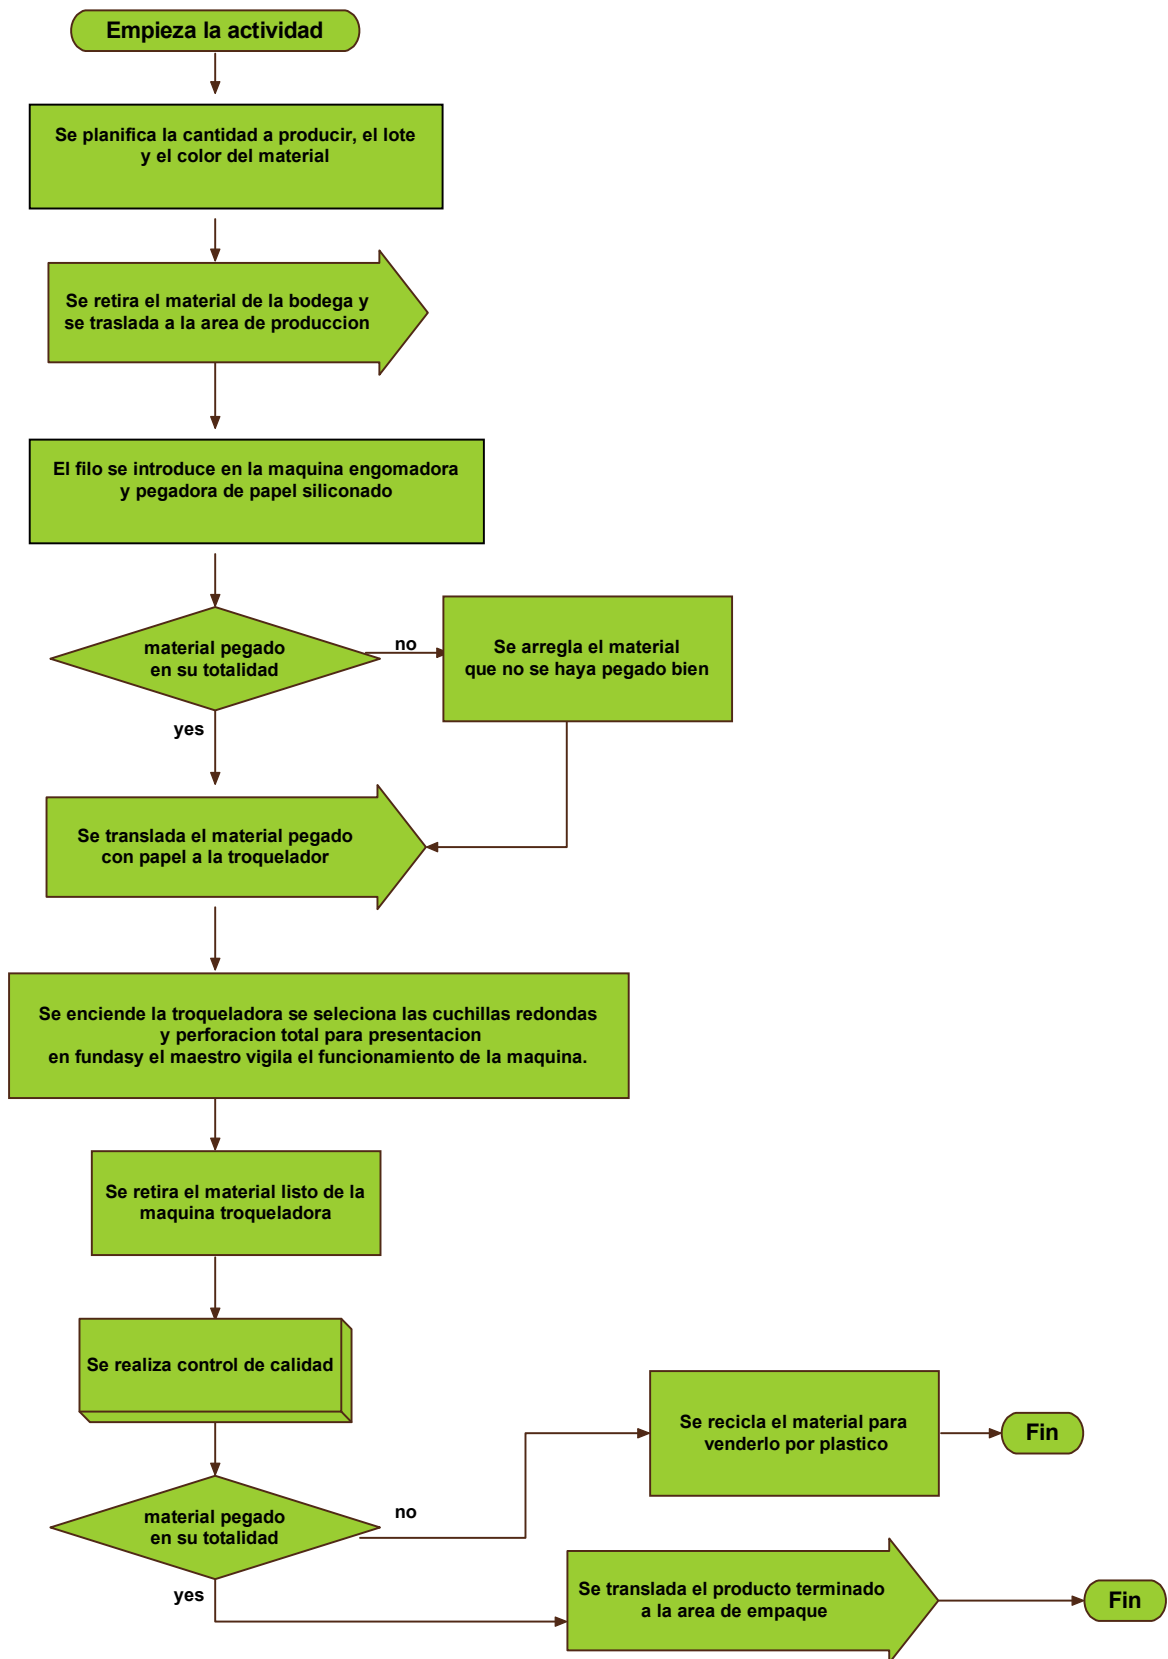 Empieza la actividad
Se planifica la cantidad a producir, el lote
y el color del material
Se retira el material de la bodega y
se traslada a la area de produccion
El filo se introduce en la maquina engomadora
y pegadora de papel siliconado
material pegado
en su totalidad
no
Se arregla el material
que no se haya pegado bien
yes
Se translada el material pegado
con papel a la troquelador
Se enciende la troqueladora se seleciona las cuchillas redondas
y perforacion total para presentacion
en fundasy el maestro vigila el funcionamiento de la maquina.
Se retira el material listo de la
maquina troqueladora
Se realiza control de calidad
Se recicla el material para
venderlo por plastico
Fin
material pegado
en su totalidad
no
yes
Se translada el producto terminado
a la area de empaque
Fin